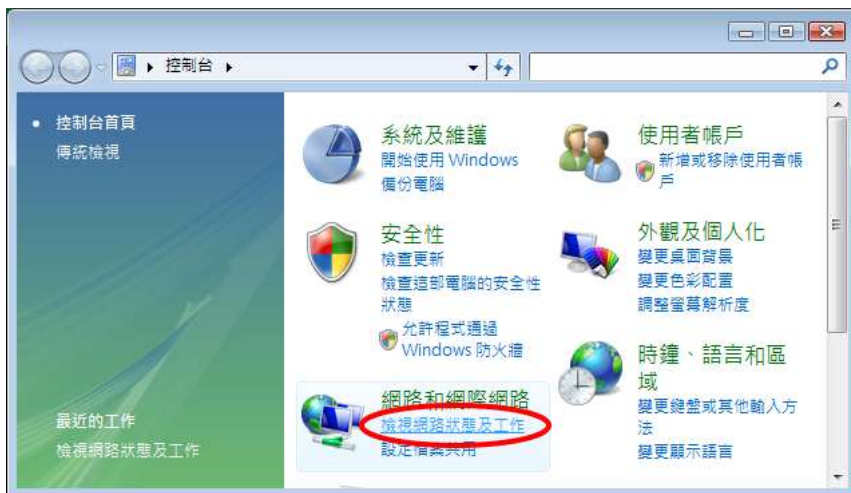 控制台
控制台首頁
傳統檢視
最近的工作
檢視網路狀態及工作
系統及維護
開始使用 Windows
備份電腦
安全性
檢查更新
檢查這部電腦的安全性
狀態
允許程式通過
Windows 防火牆
網路和網際網路
檢視網路狀態及工作
設定檔案共用
使用者帳戶
新增或移除使用者帳
戶
外觀及個人化
變更桌面背景
變更色彩配置
調整螢幕解析度
時鐘、語言和區
域
變更鍵盤或其他輸入方
法
變更顯示語言